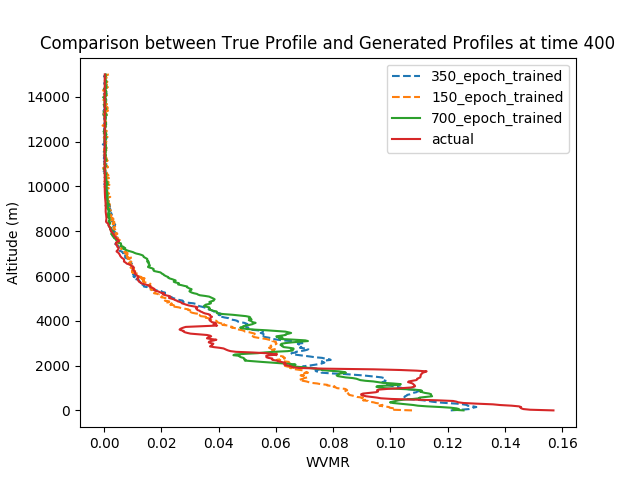 Comparison between True Profile and Generated Profiles at time 400
350_epoch_trained
150_epoch_trained
700_epoch_trained
actual
Altitude (m)
14000
12000
10000
8000
6000
4000
2000
0
0.00 0.02 0.04 0.06 0.08 0.10 0.12 0.14 0.16
WVMR